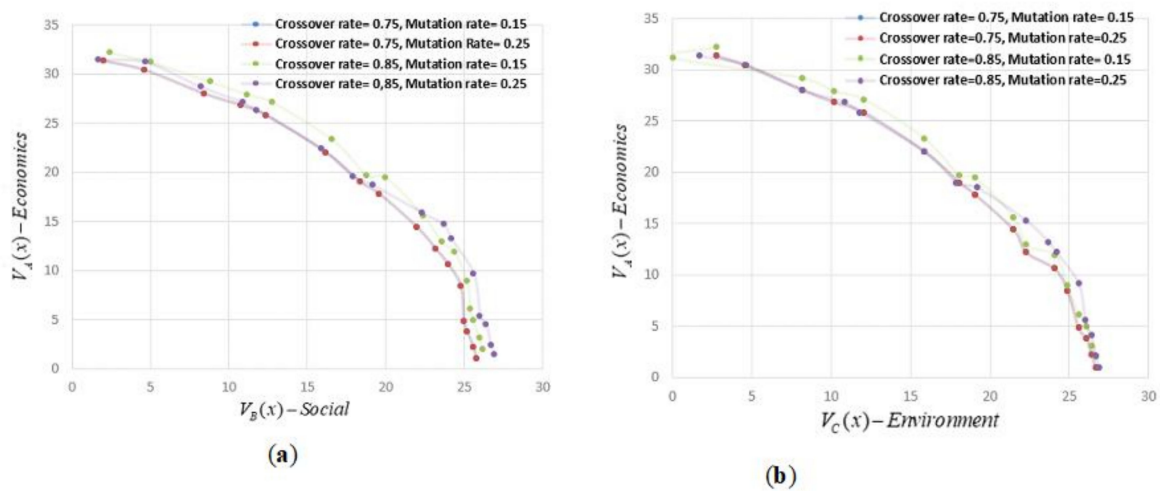 35
30
25
20
15
10
5
0
V_A(x) – Economics
Crossover rate= 0.75, Mutation rate= 0.15
Crossover rate= 0.75, Mutation Rate= 0.25
Crossover rate= 0.85, Mutation rate= 0.15
Crossover rate= 0,85, Mutation rate= 0.25
0 5 10 15 20 25 30
V_B(x) – Social
(a)
35
30
25
20
15
10
5
0
V_A(x) – Economics
Crossover rate= 0.75, Mutation rate= 0.15
Crossover rate=0.75, Mutation rate=0.25
Crossover rate=0.85, Mutation rate= 0.15
Crossover rate=0.85, Mutation rate=0.25
0 5 10 15 20 25 30
V_C(x) – Environment
(b)